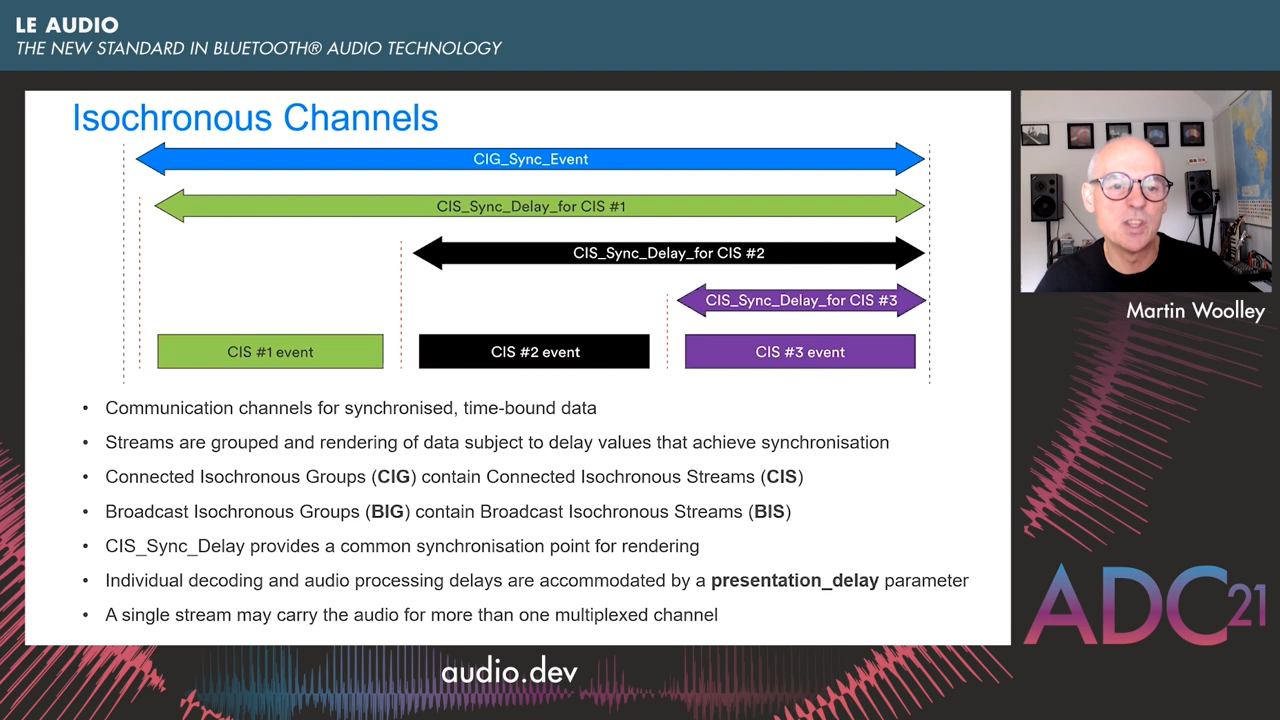 LE AUDIO
THE NEW STANDARD IN BLUETOOTH® AUDIO TECHNOLOGY
Isochronous Channels
CIG_Sync_Event
CIS_Sync_Delay_for CIS #1
CIS_Sync_Delay_for CIS #2
CIS_Sync_Delay_for CIS #3
CIS #1 event
CIS #2 event
CIS #3 event
• Communication channels for synchronised, time-bound data
• Streams are grouped and rendering of data subject to delay values that achieve synchronisation
• Connected Isochronous Groups (CIG) contain Connected Isochronous Streams (CIS)
• Broadcast Isochronous Groups (BIG) contain Broadcast Isochronous Streams (BIS)
• CIS_Sync_Delay provides a common synchronisation point for rendering
• Individual decoding and audio processing delays are accommodated by a presentation_delay parameter
• A single stream may carry the audio for more than one multiplexed channel
Martin Woolley
ADC21
audio.dev